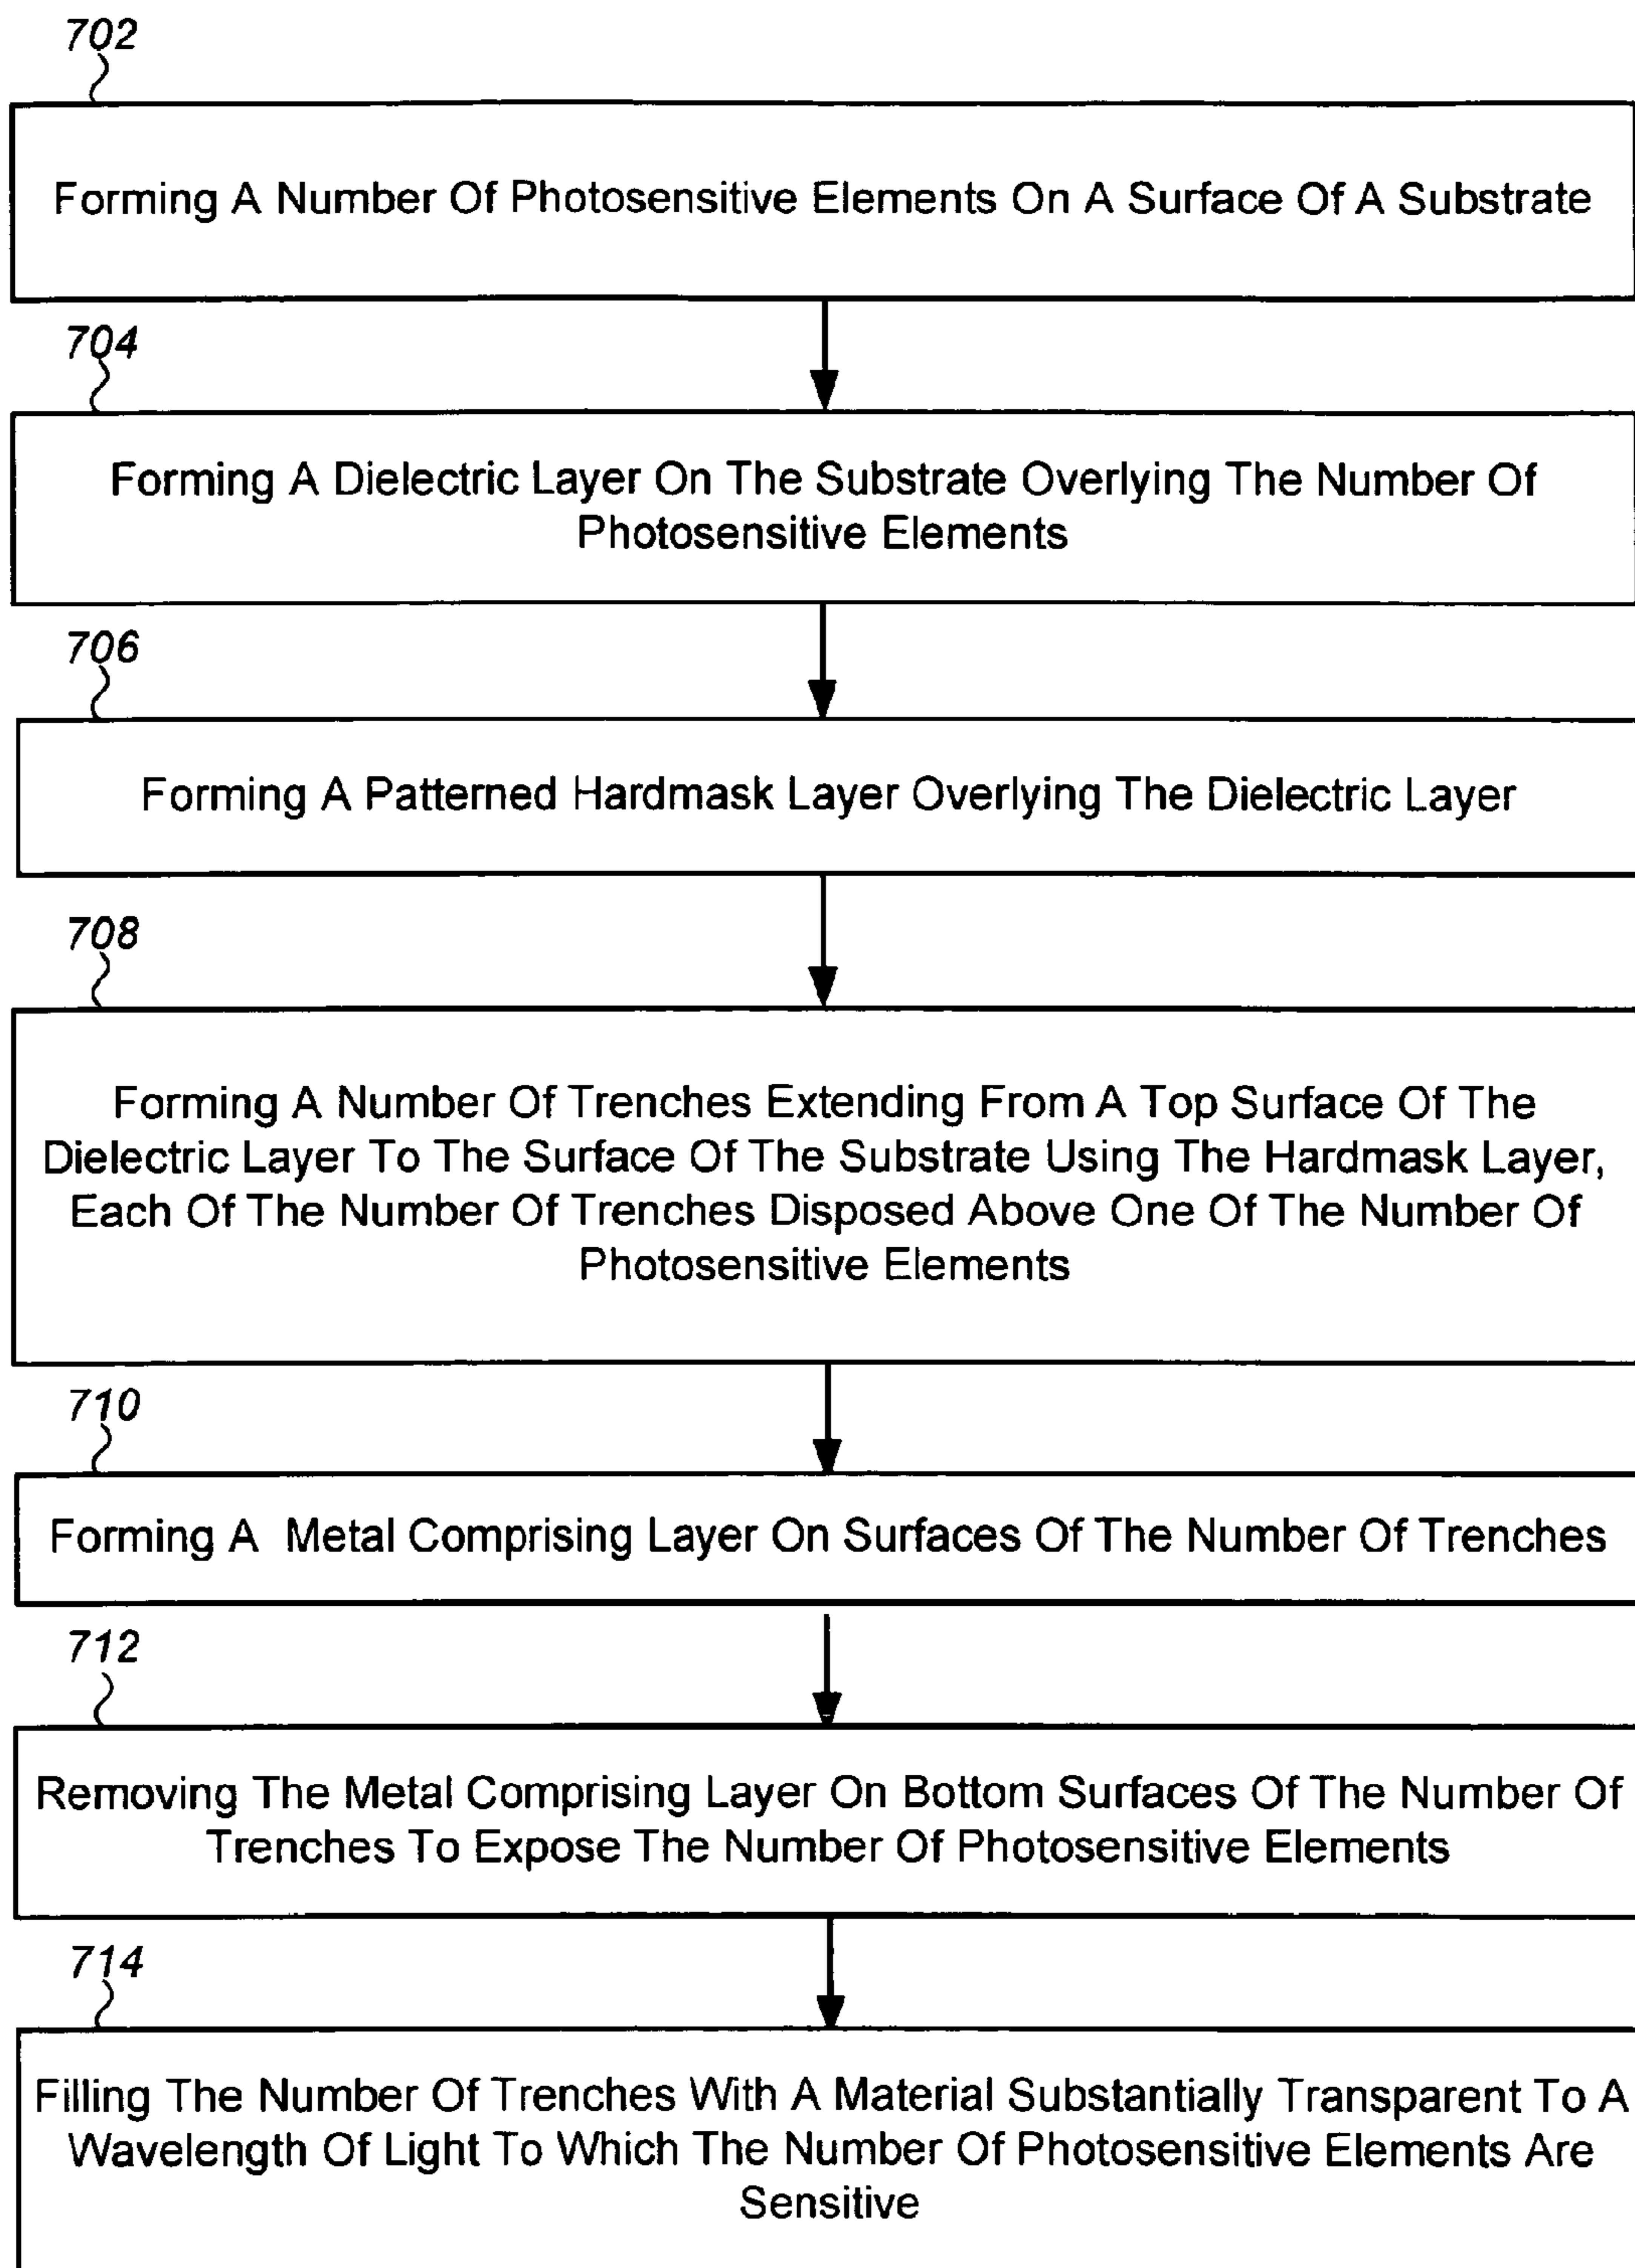 702
Forming A Number Of Photosensitive Elements On A Surface Of A Substrate
704
Forming A Dielectric Layer On The Substrate Overlying The Number Of
Photosensitive Elements
706
Forming A Patterned Hardmask Layer Overlying The Dielectric Layer
708
Forming A Number Of Trenches Extending From A Top Surface Of The
Dielectric Layer To The Surface Of The Substrate Using The Hardmask Layer,
Each Of The Number Of Trenches Disposed Above One Of The Number Of
Photosensitive Elements
710
Forming A Metal Comprising Layer On Surfaces Of The Number Of Trenches
712
Removing The Metal Comprising Layer On Bottom Surfaces Of The Number Of
Trenches To Expose The Number Of Photosensitive Elements
714
Filling The Number Of Trenches With A Material Substantially Transparent To A
Wavelength Of Light To Which The Number Of Photosensitive Elements Are
Sensitive